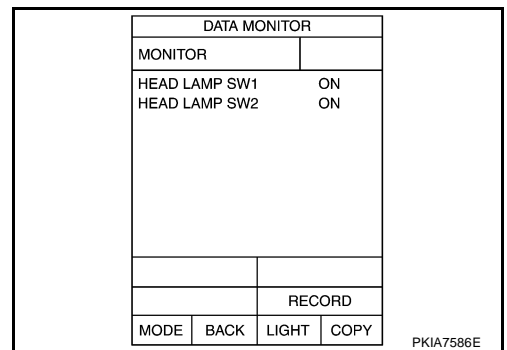 DATA MONITOR
MONITOR
HEAD LAMP SW1 ON
HEAD LAMP SW2 ON
RECORD
MODE BACK LIGHT COPY
PKIA7586E